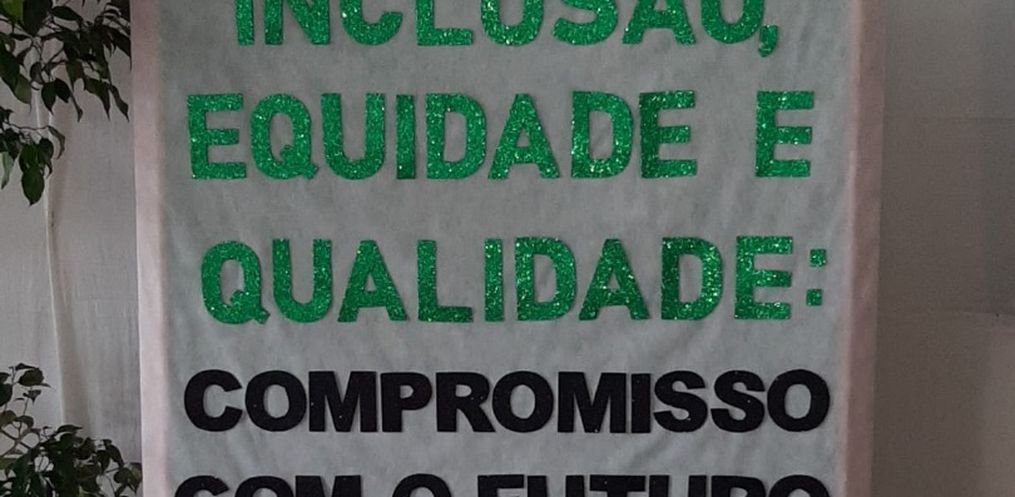 INCLUSÃO,
EQUIDADE E
QUALIDADE:
COMPROMISSO
COM O FUTURO